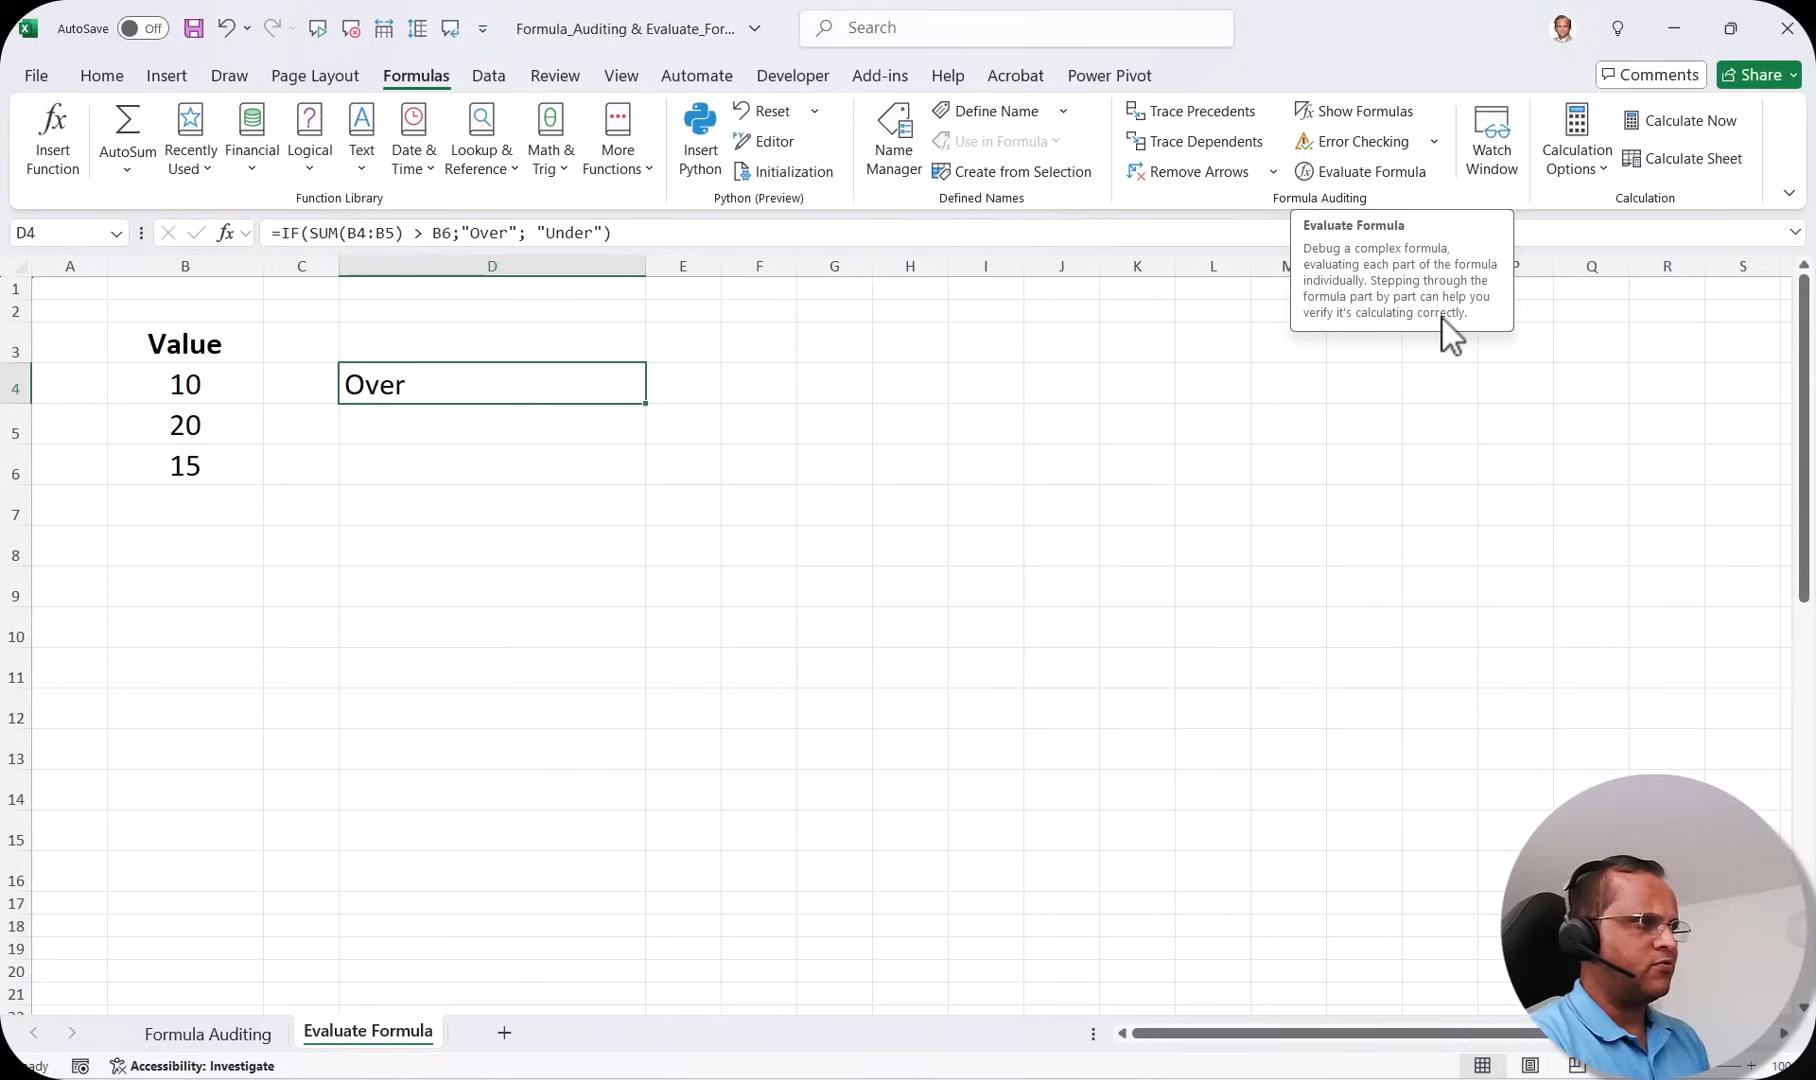 AutoSave Off Formula_Auditing & Evaluate_For... Search
File Home Insert Draw Page Layout Formulas Data Review View Automate Developer Add-ins Help Acrobat Power Pivot Comments Share
Insert Function
AutoSum
Recently Used
Financial
Logical
Text
Date & Time
Lookup & Reference
Math & Trig
More Functions
Function Library
Insert Python
Reset
Editor
Initialization
Python (Preview)
Name Manager
Define Name
Use in Formula
Create from Selection
Defined Names
Trace Precedents
Trace Dependents
Remove Arrows
Show Formulas
Error Checking
Evaluate Formula
Formula Auditing
Watch Window
Calculation Options
Calculate Now
Calculate Sheet
Calculation
D4 fx =IF(SUM(B4:B5) > B6;"Over"; "Under")
Evaluate Formula
Debug a complex formula,
evaluating each part of the formula
individually. Stepping through the
formula part by part can help you
verify it's calculating correctly.
A B C D E F G H I J K L M P Q R S
1
2
3 Value
4 10 Over
5 20
6 15
7
8
9
10
11
12
13
14
15
16
17
18
19
20
21
Formula Auditing Evaluate Formula
Accessibility: Investigate